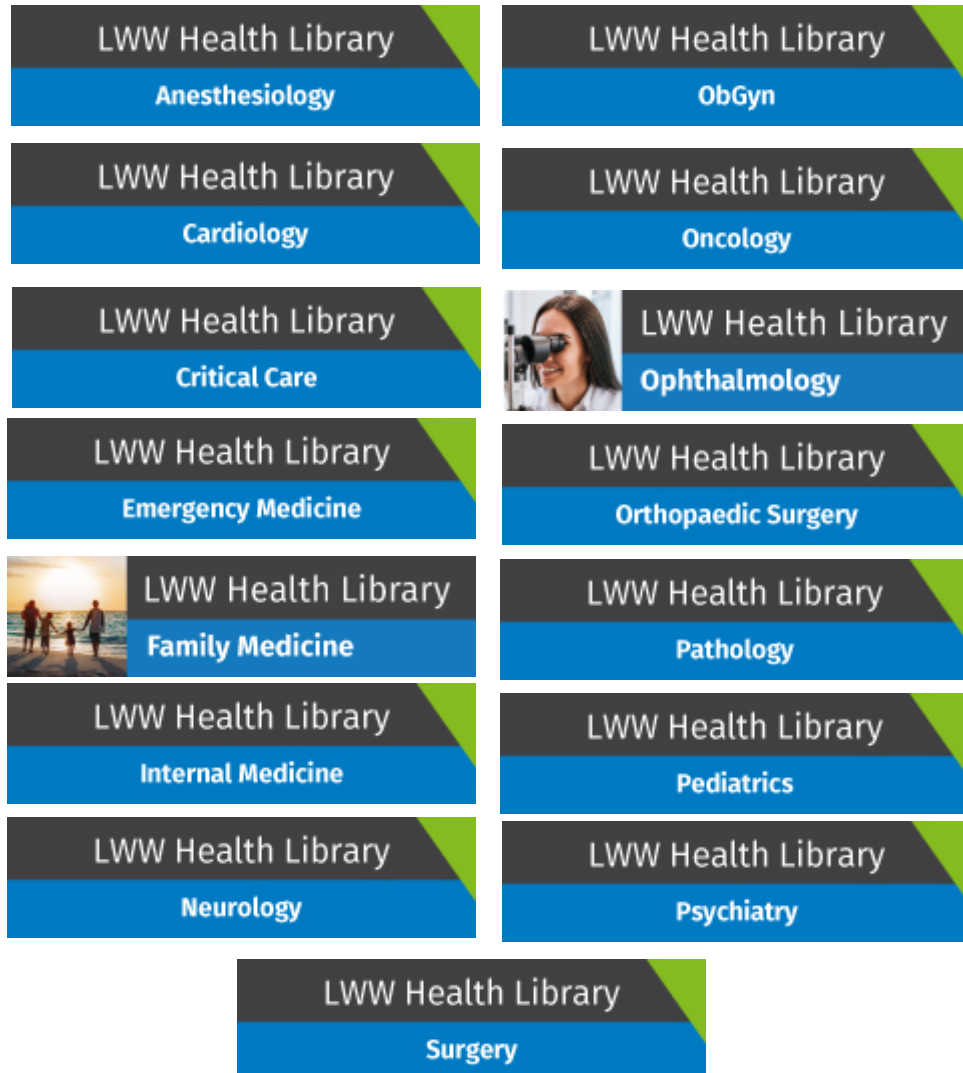 LWW Health Library
Anesthesiology
LWW Health Library
ObGyn
LWW Health Library
Cardiology
LWW Health Library
Oncology
LWW Health Library
Critical Care
LWW Health Library
Ophthalmology
LWW Health Library
Emergency Medicine
LWW Health Library
Orthopaedic Surgery
LWW Health Library
Family Medicine
LWW Health Library
Pathology
LWW Health Library
Internal Medicine
LWW Health Library
Pediatrics
LWW Health Library
Neurology
LWW Health Library
Psychiatry
LWW Health Library
Surgery